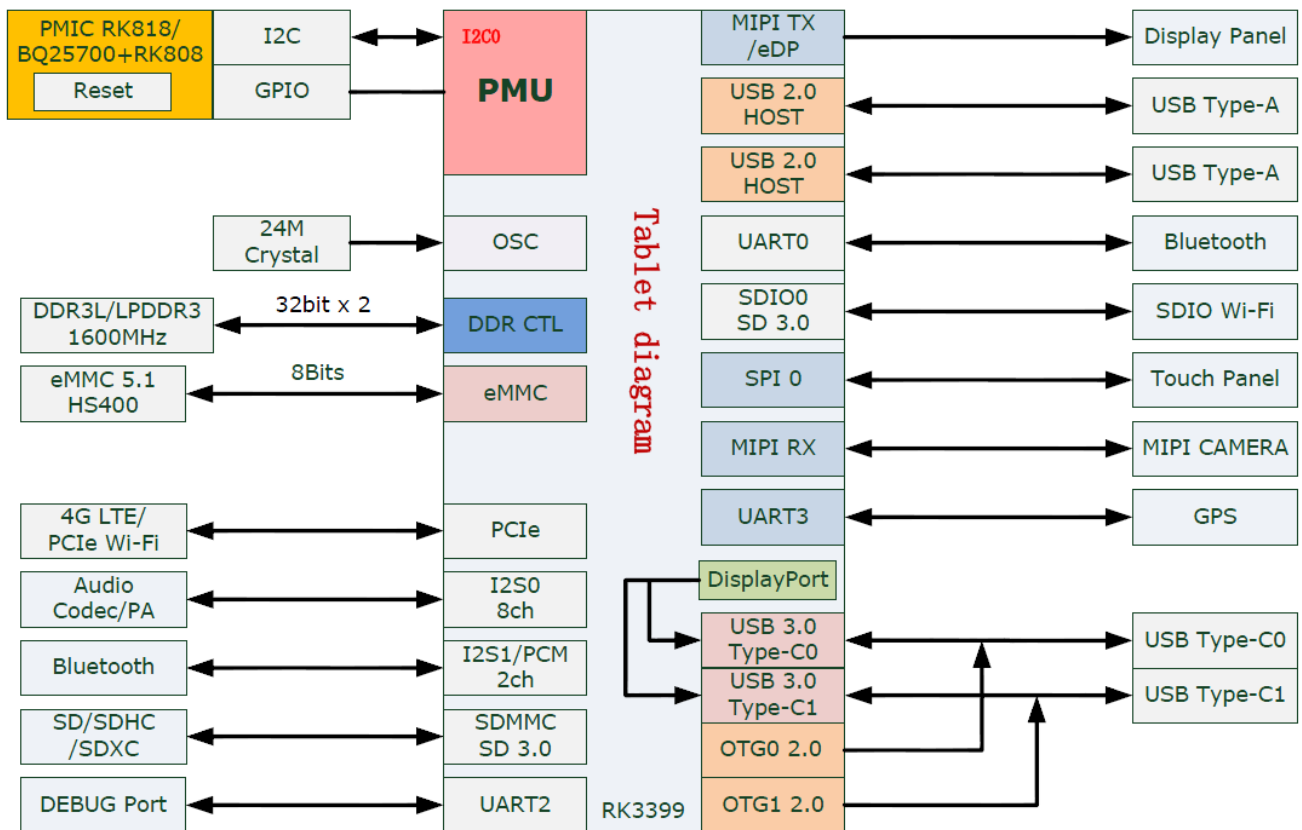 PMIC RK818/
BQ25700+RK808
Reset
I2C
GPIO
I2C0
PMU
24M
Crystal
OSC
DDR3L/LPDDR3
1600MHz
32bit x 2
DDR CTL
eMMC 5.1
HS400
8Bits
eMMC
4G LTE/
PCIe Wi-Fi
PCIe
Audio
Codec/PA
I2S0
8ch
Bluetooth
I2S1/PCM
2ch
SD/SDHC
/SDXC
SDMMC
SD 3.0
DEBUG Port
UART2
Tablet diagram
RK3399
MIPI TX
/eDP
Display Panel
USB 2.0
HOST
USB Type-A
USB 2.0
HOST
USB Type-A
UART0
Bluetooth
SDIO0
SD 3.0
SDIO Wi-Fi
SPI 0
Touch Panel
MIPI RX
MIPI CAMERA
UART3
GPS
DisplayPort
USB 3.0
Type-C0
USB Type-C0
USB 3.0
Type-C1
USB Type-C1
OTG0 2.0
OTG1 2.0